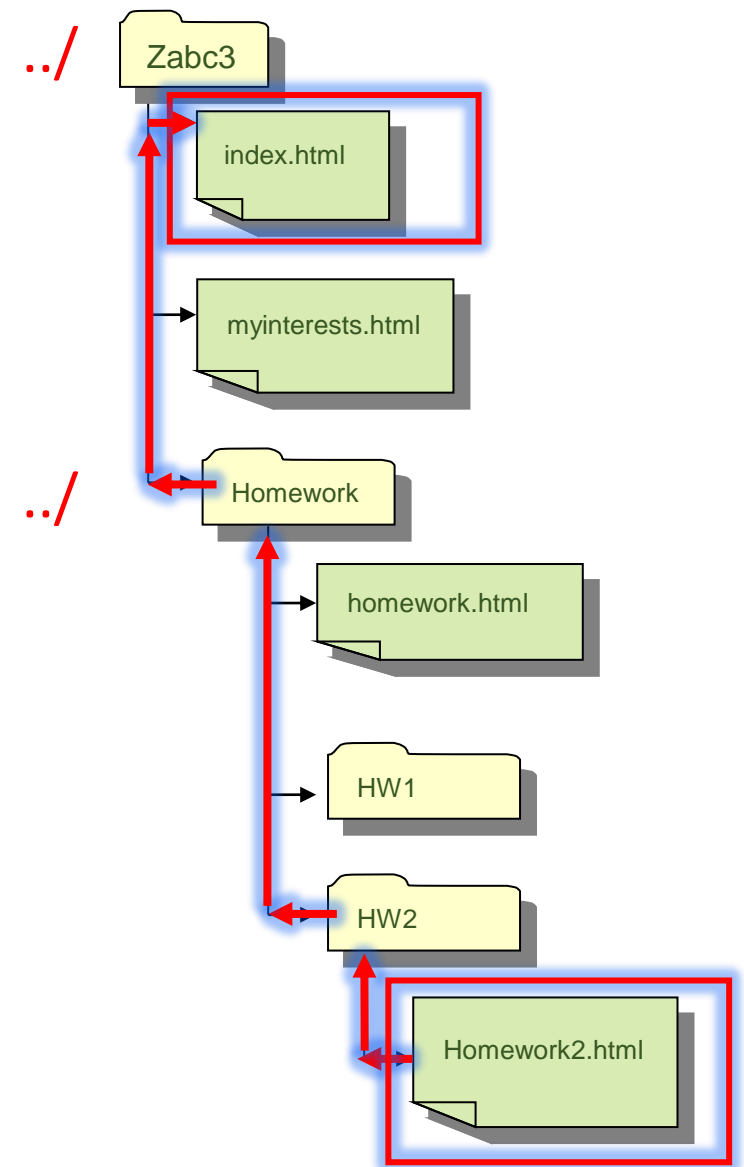 ../
Zabc3
index.html
myinterests.html
../
Homework
homework.html
HW1
HW2
Homework2.html